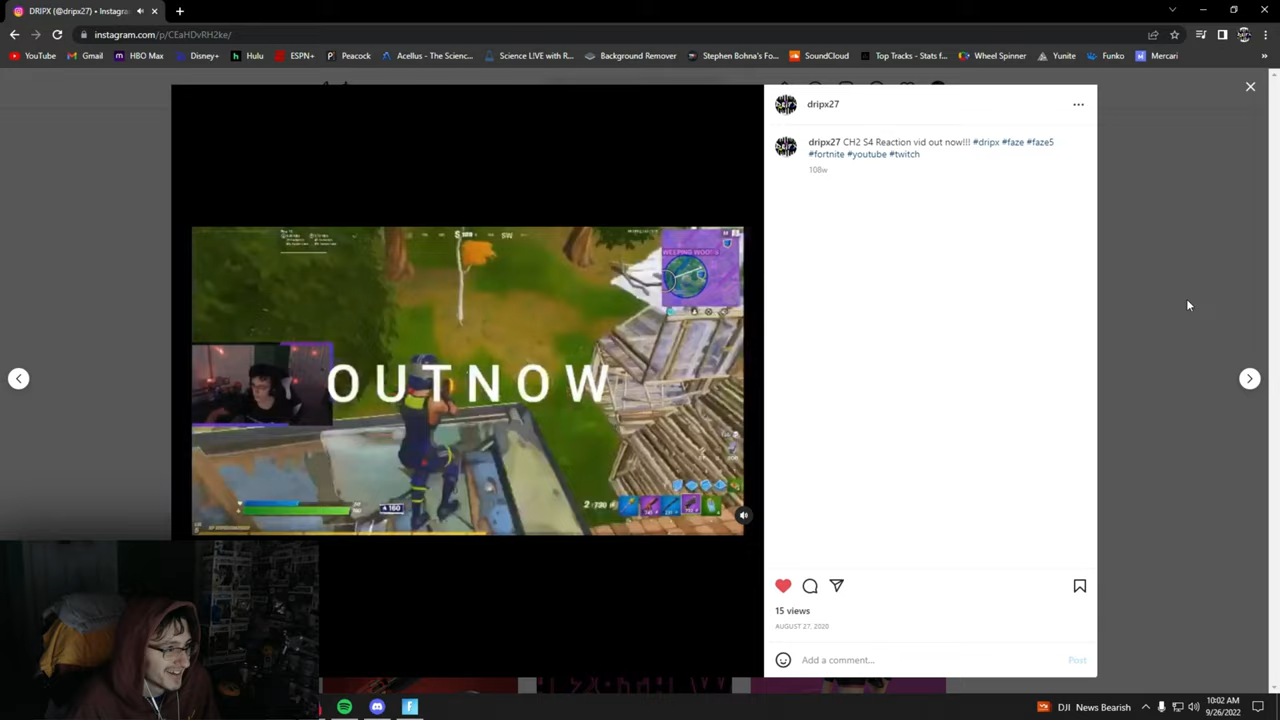 DRIPX (@dripx27) • Instagram
instagram.com/p/CEaHDvRH2ke/
YouTube
Gmail
HBO Max
Disney+
Hulu
ESPN+
Peacock
Acellus - The Scienc...
Science LIVE with R...
Background Remover
Stephen Bohna's Fo...
SoundCloud
Top Tracks - Stats f...
Wheel Spinner
Yunite
Funko
Mercari
dripx27
dripx27 CH2 S4 Reaction vid out now!!! #dripx #faze #faze5
#fortnite #youtube #twitch
108w
SW
OUTNOW
160
15 views
AUGUST 27, 2020
Add a comment...
Post
DJI News Bearish
10:02 AM
9/26/2022